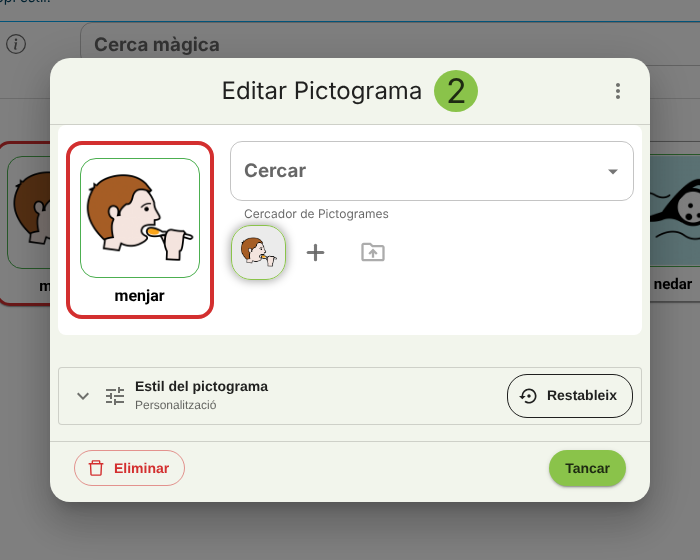 Cerca màgica
Editar Pictograma 2
Cercar
Cercador de Pictogrames
menjar
nedar
Estil del pictograma
Personalització
Restableix
Eliminar
Tancar